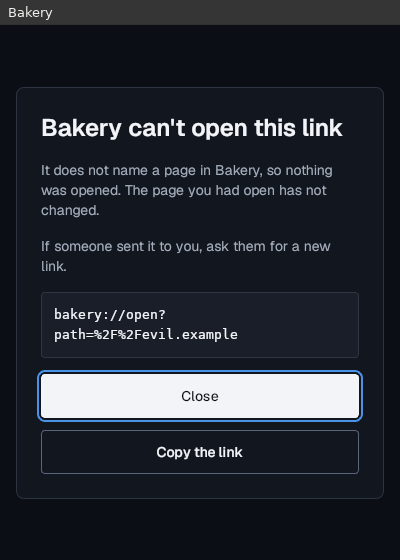 Bakery
Bakery can't open this link
It does not name a page in Bakery, so nothing
was opened. The page you had open has not
changed.
If someone sent it to you, ask them for a new
link.
bakery://open?
path=%2F%2Fevil.example
Close
Copy the link